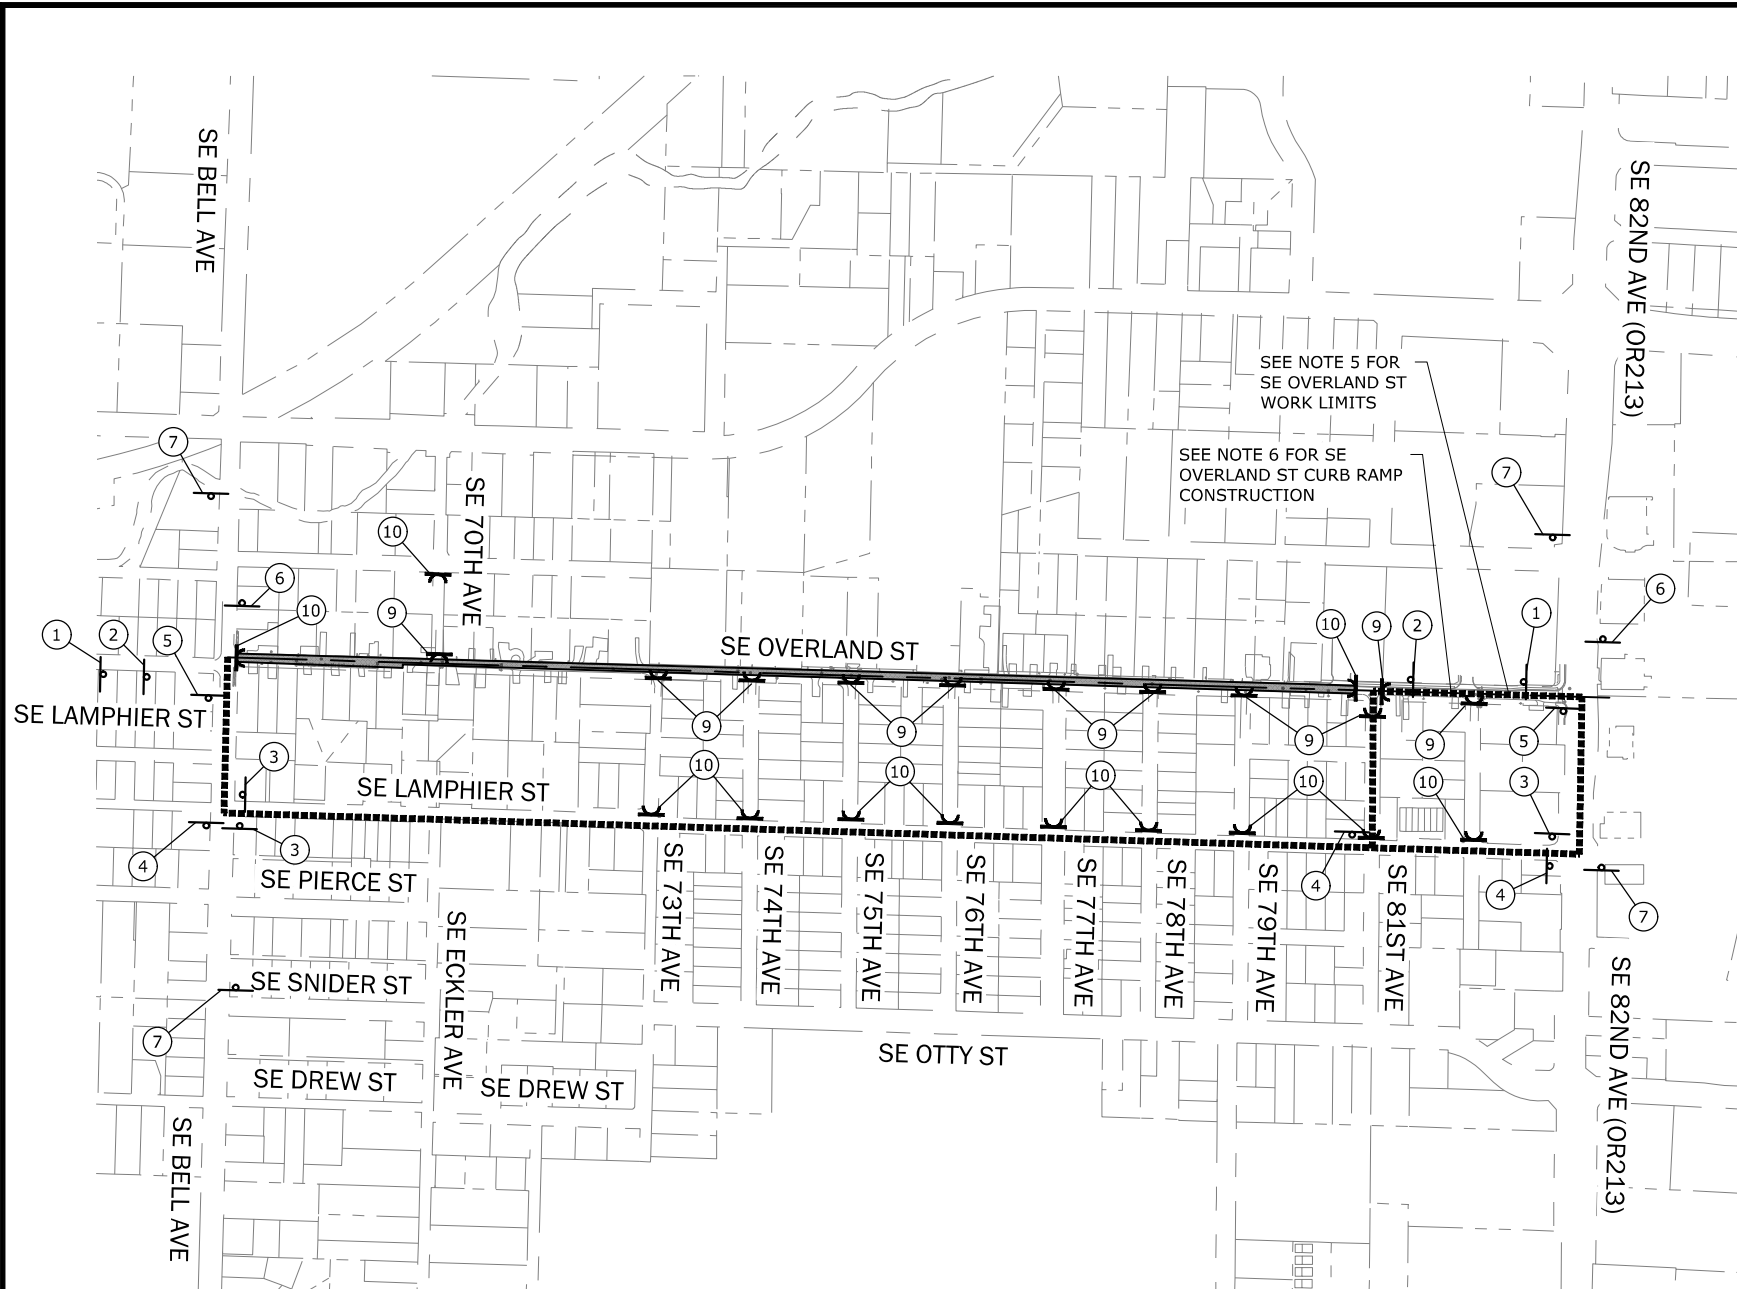 SE BELL AVE
SE 82ND AVE (OR213)
SEE NOTE 5 FOR
SE OVERLAND ST
WORK LIMITS
SEE NOTE 6 FOR SE
OVERLAND ST CURB RAMP
CONSTRUCTION
7
7
SE 70TH AVE
10
6
6
10
9
1
2
5
SE OVERLAND ST
10
9
2
1
SE LAMPHIER ST
9
9
9
9
9
5
3
SE LAMPHIER ST
10
10
10
10
10
3
4
3
SE PIERCE ST
4
4
7
SE 73TH AVE
SE 74TH AVE
SE 75TH AVE
SE 76TH AVE
SE 77TH AVE
SE 78TH AVE
SE 79TH AVE
SE 81ST AVE
SE ECKLER AVE
SE SNIDER ST
7
SE OTTY ST
SE DREW ST
SE DREW ST
SE BELL AVE
SE 82ND AVE (OR213)